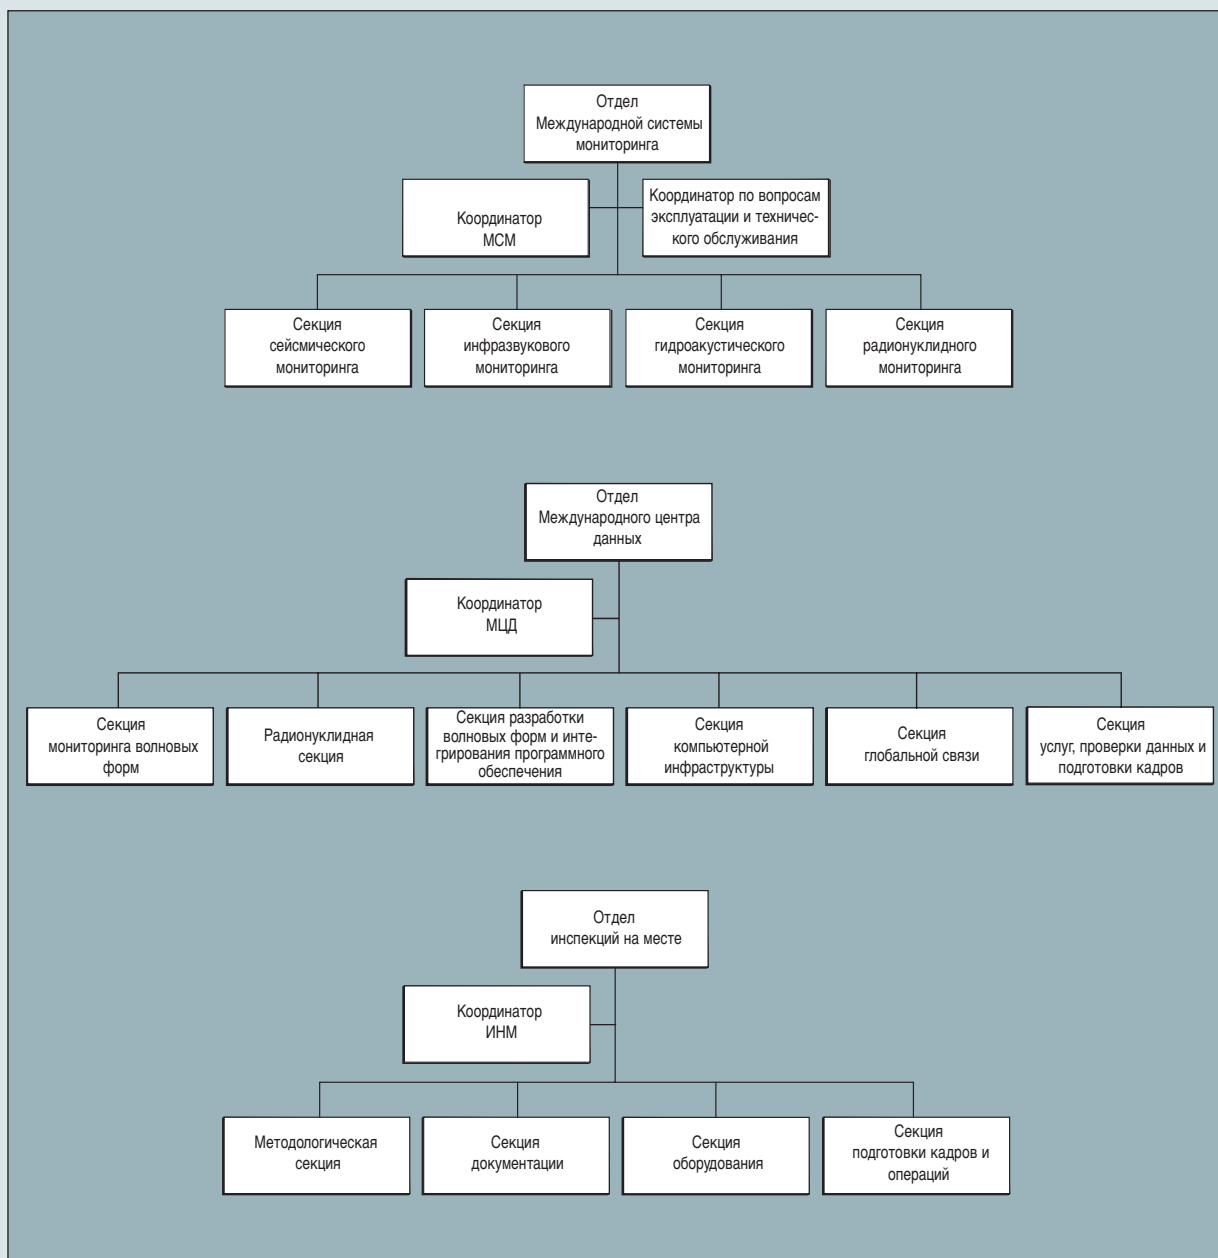 Отдел
Международной системы
мониторинга
Координатор
МСМ
Координатор по вопросам
эксплуатации и техничес-
кого обслуживания
Секция
сейсмического
мониторинга
Секция
инфразвукового
мониторинга
Секция
гидроакустического
мониторинга
Секция
радионуклидного
мониторинга
Отдел
Международного центра
данных
Координатор
МЦД
Секция
мониторинга волновых
форм
Радионуклидная
секция
Секция разработки
волновых форм и инте-
грирования программного
обеспечения
Секция
компьютерной
инфраструктуры
Секция
глобальной связи
Секция
услуг, проверки данных и
подготовки кадров
Отдел
инспекций на месте
Координатор
ИНМ
Методологическая
секция
Секция
документации
Секция
оборудования
Секция
подготовки кадров и
операций